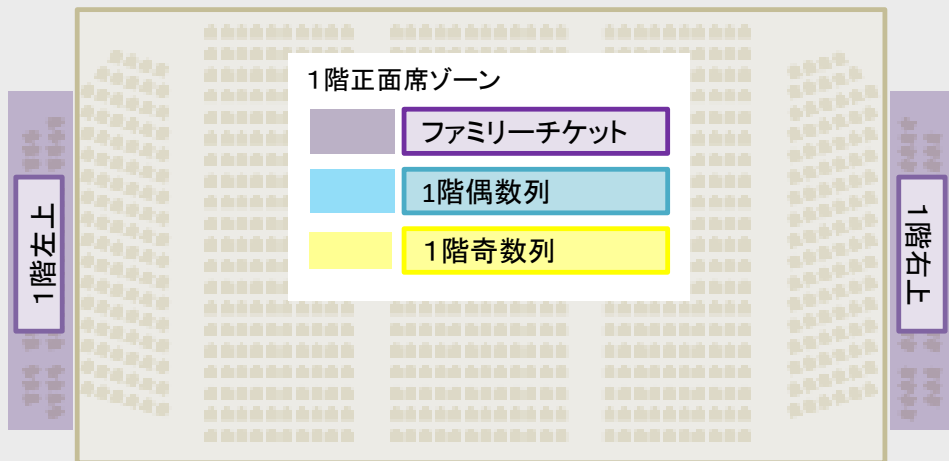 １階正面席ゾーン
ファミリーチケット
1階偶数列
１階奇数列
１階左上
１階右上